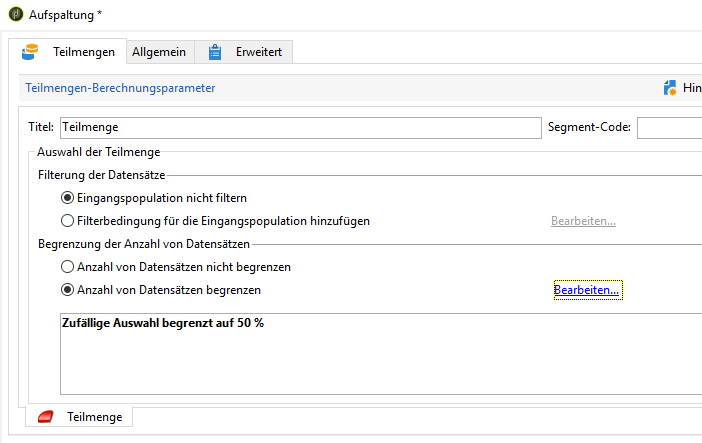 Aufspaltung *
Teilmengen Allgemein Erweitert
Teilmengen-Berechnungsparameter Hin
Titel: Teilmenge Segment-Code:
Auswahl der Teilmenge
Filterung der Datensätze
Eingangspopulation nicht filtern
Filterbedingung für die Eingangspopulation hinzufügen Bearbeiten...
Begrenzung der Anzahl von Datensätzen
Anzahl von Datensätzen nicht begrenzen
Anzahl von Datensätzen begrenzen Bearbeiten...
Zufällige Auswahl begrenzt auf 50 %
Teilmenge